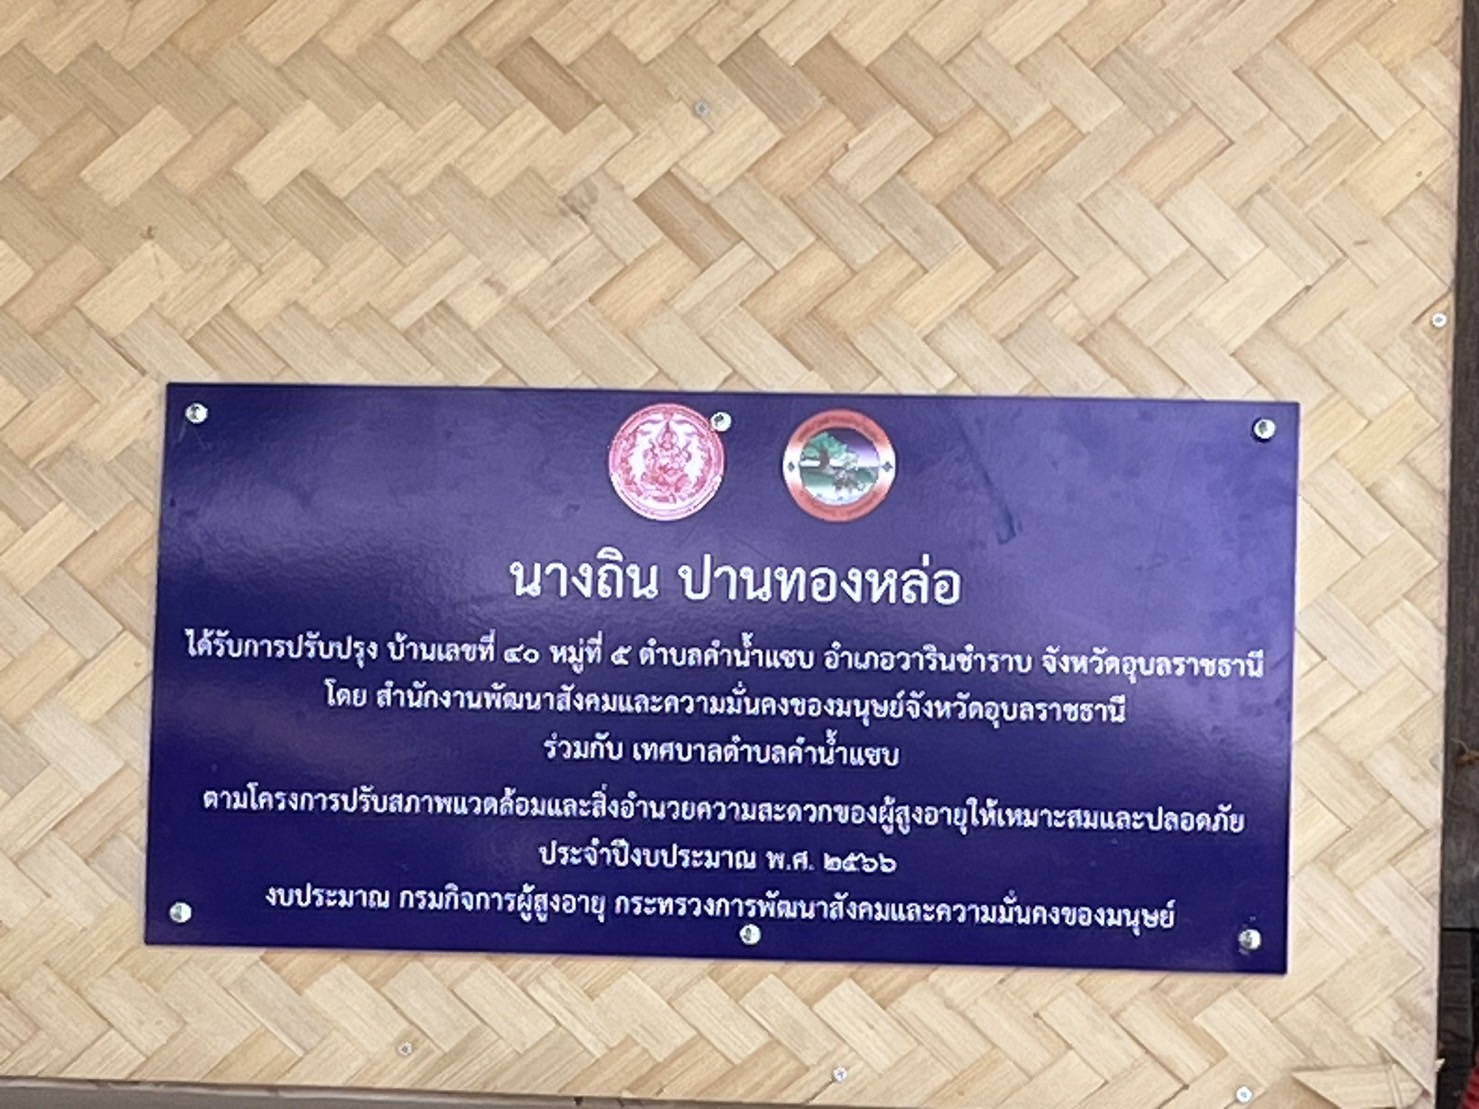 นางถิน ปานทองหล่อ
ได้รับการปรับปรุง บ้านเลขที่ ๔๐ หมู่ที่ ๕ ตำบลคำน้ำแซบ อำเภอวารินชำราบ จังหวัดอุบลราชธานี
โดย สำนักงานพัฒนาสังคมและความมั่นคงของมนุษย์จังหวัดอุบลราชธานี
ร่วมกับ เทศบาลตำบลคำน้ำแซบ
ตามโครงการปรับสภาพแวดล้อมและสิ่งอำนวยความสะดวกของผู้สูงอายุให้เหมาะสมและปลอดภัย
ประจำปีงบประมาณ พ.ศ. ๒๕๖๖
งบประมาณ กรมกิจการผู้สูงอายุ กระทรวงการพัฒนาสังคมและความมั่นคงของมนุษย์